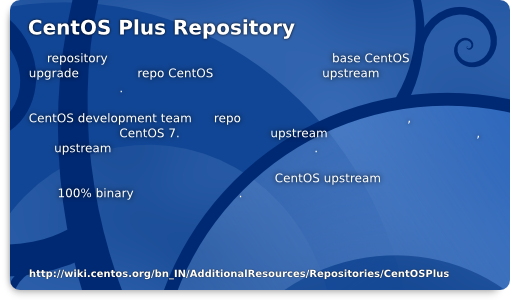 CentOS Plus Repository
repository base CentOS
upgrade repo CentOS upstream
.
CentOS development team repo ,
CentOS 7. upstream ,
upstream .
CentOS upstream
100% binary .
http://wiki.centos.org/bn_IN/AdditionalResources/Repositories/CentOSPlus